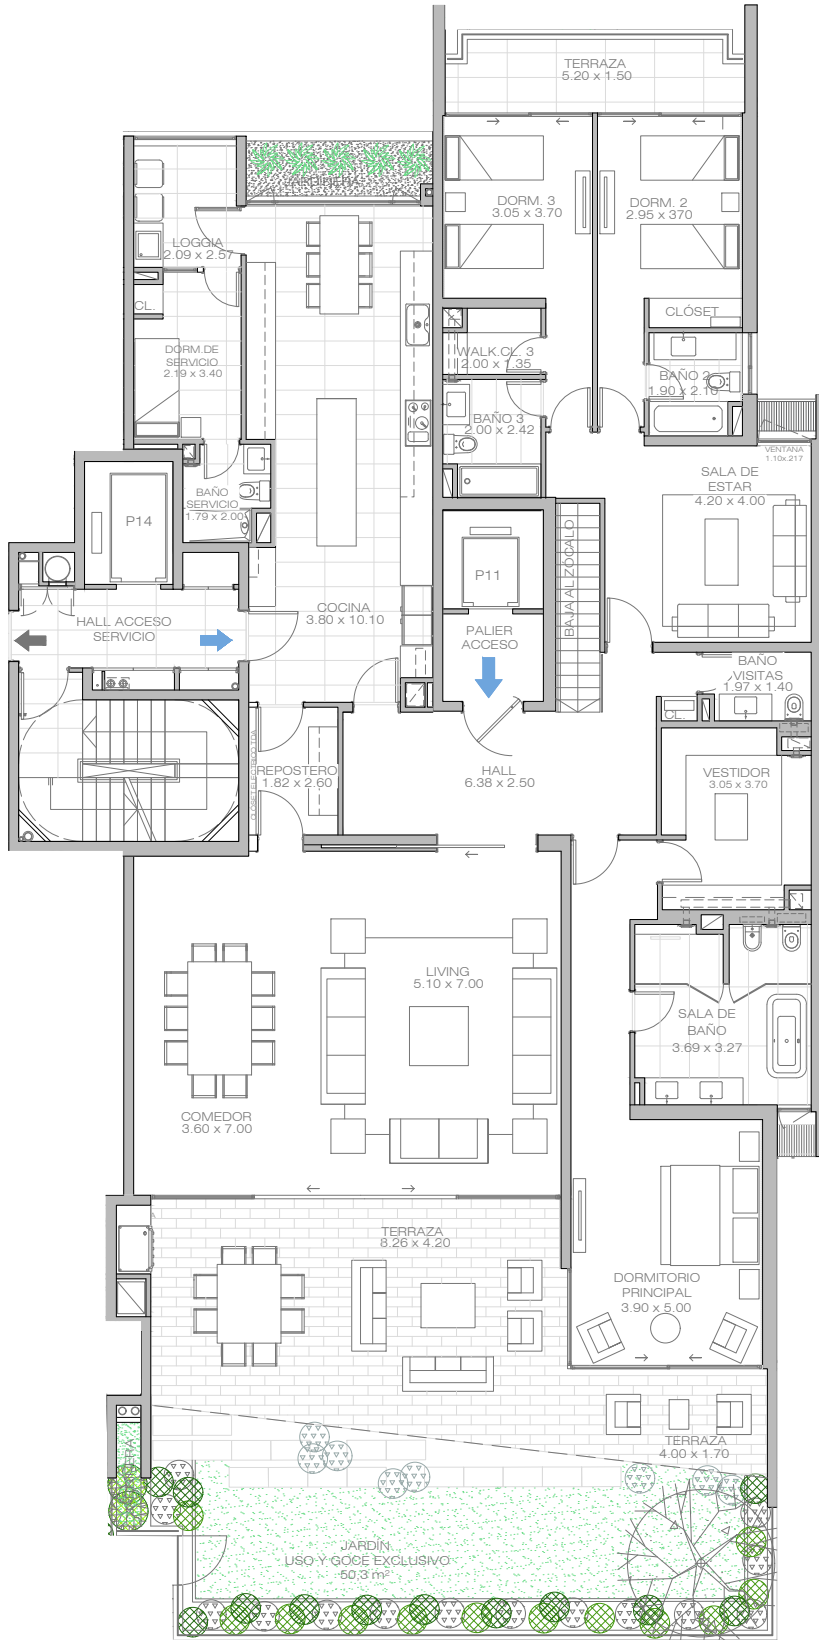 TERRAZA
5.20 x 1.50
JARDINERA
DORM. 3
3.05 x 3.70
DORM. 2
2.95 x 370
LOGGIA
2.09 x 2.57
CL.
CLÓSET
DORM.DE
SERVICIO
2.19 x 3.40
WALK.CL. 3
2.00 x 1.35
BAÑO 2
1.90 x 2.10
BAÑO 3
2.00 x 2.42
VENTANA
1.10x.217
SALA DE
ESTAR
4.20 x 4.00
BAÑO
SERVICIO
1.79 x 2.00
P14
P11
BAJA AL ZÓCALO
COCINA
3.80 x 10.10
HALL ACCESO
SERVICIO
PALIER
ACCESO
BAÑO
VISITAS
1.97 x 1.40
CL.
CLOSET ELECTRICO TDA
REPOSTERO
1.82 x 2.60
HALL
6.38 x 2.50
VESTIDOR
3.05 x 3.70
LIVING
5.10 x 7.00
SALA DE
BAÑO
3.69 x 3.27
COMEDOR
3.60 x 7.00
TERRAZA
8.26 x 4.20
DORMITORIO
PRINCIPAL
3.90 x 5.00
TERRAZA
4.00 x 1.70
JARDÍN
USO Y GOCE EXCLUSIVO
50,3 m²